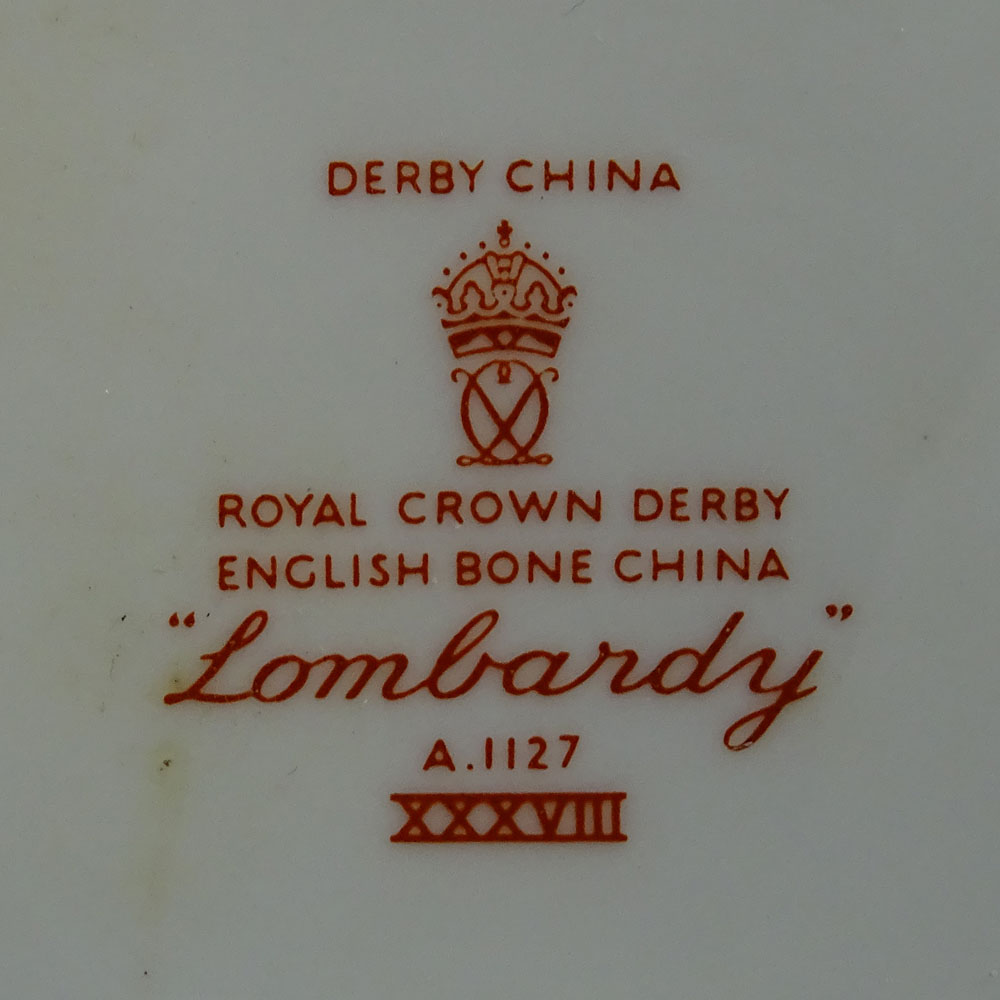 DERBY CHINA
ROYAL CROWN DERBY
ENGLISH BONE CHINA
“Lombardy”
A.1127
XXXVIII